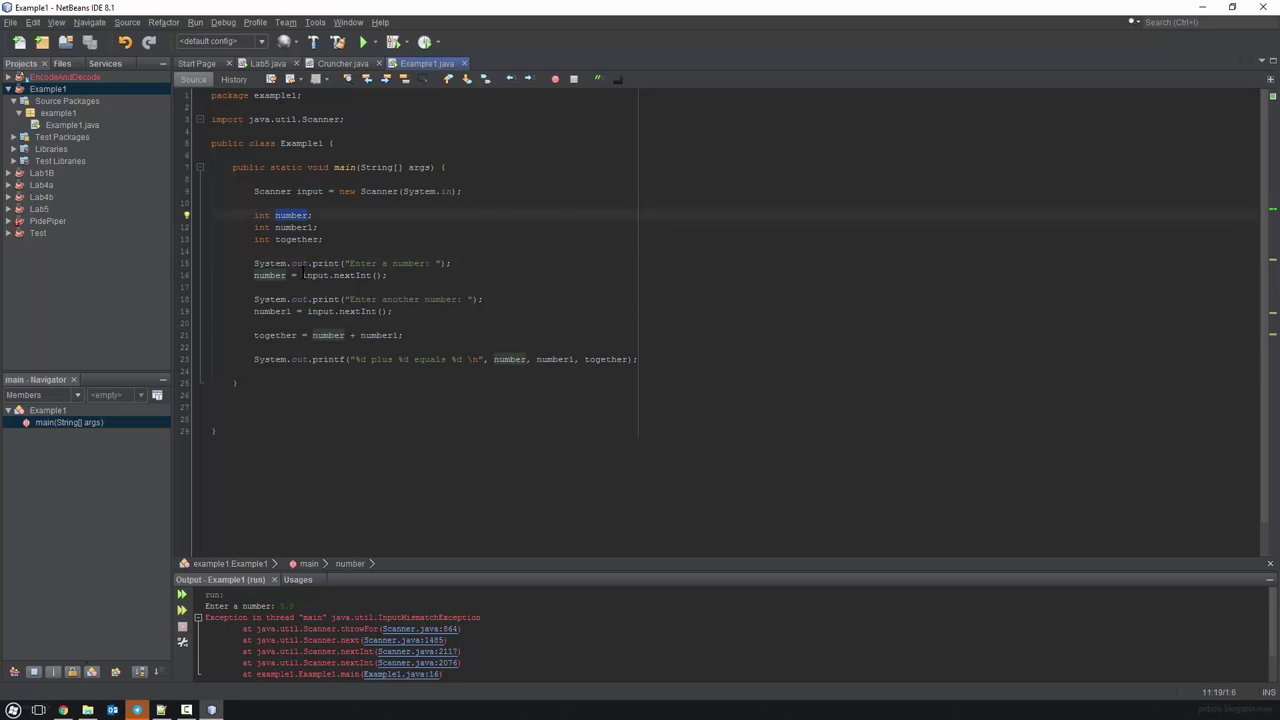 Example1 - NetBeans IDE 8.1
File Edit View Navigate Source Refactor Run Debug Profile Team Tools Window Help
Search (Ctrl+I)
<default config>
Projects Files Services
Start Page Lab5.java Cruncher.java Example1.java
Source History
EncodeAndDecode
Example1
Source Packages
example1
Example1.java
Test Packages
Libraries
Test Libraries
Lab1B
Lab4a
Lab4b
Lab5
PidePiper
Test
1 package example1;
2
3 import java.util.Scanner;
4
5 public class Example1 {
6
7 public static void main(String[] args) {
8
9 Scanner input = new Scanner(System.in);
10
int number;
12 int number1;
13 int together;
14
15 System.out.print("Enter a number: ");
16 number = input.nextInt();
17
18 System.out.print("Enter another number: ");
19 number1 = input.nextInt();
20
21 together = number + number1;
22
23 System.out.printf("%d plus %d equals %d \n", number, number1, together);
24
25 }
26
27
28
29 }
main - Navigator
Members <empty>
Example1
main(String[] args)
example1.Example1 main number
Output - Example1 (run) Usages
run:
Enter a number: 5.5
Exception in thread "main" java.util.InputMismatchException
at java.util.Scanner.throwFor(Scanner.java:864)
at java.util.Scanner.next(Scanner.java:1485)
at java.util.Scanner.nextInt(Scanner.java:2117)
at java.util.Scanner.nextInt(Scanner.java:2076)
at example1.Example1.main(Example1.java:16)
11:19/1:6 INS